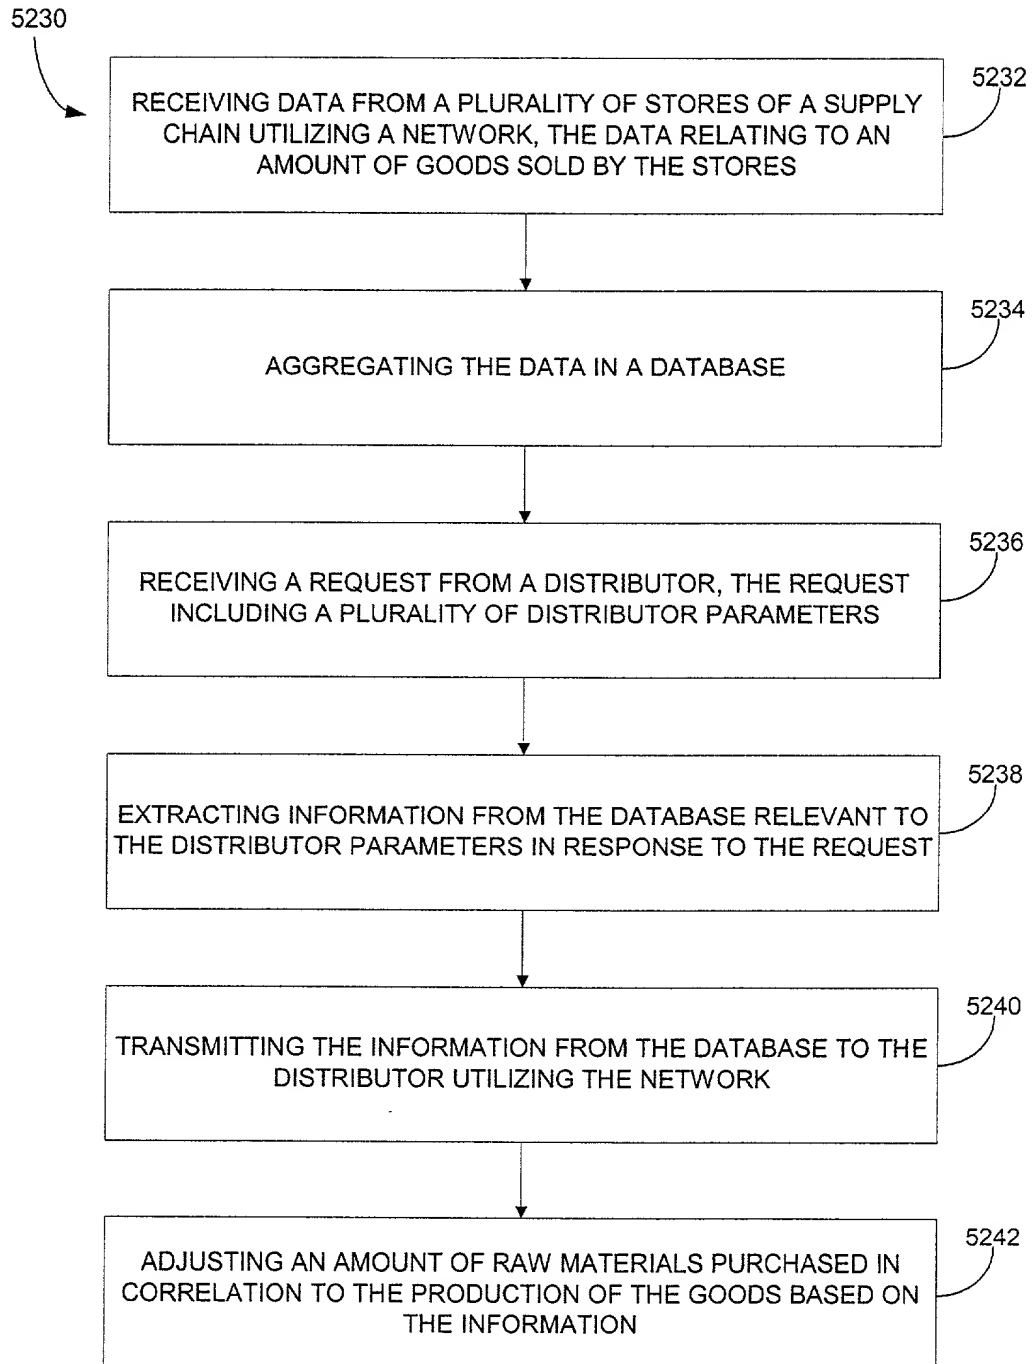 5230
5232
RECEIVING DATA FROM A PLURALITY OF STORES OF A SUPPLY
CHAIN UTILIZING A NETWORK, THE DATA RELATING TO AN
AMOUNT OF GOODS SOLD BY THE STORES
5234
AGGREGATING THE DATA IN A DATABASE
5236
RECEIVING A REQUEST FROM A DISTRIBUTOR, THE REQUEST
INCLUDING A PLURALITY OF DISTRIBUTOR PARAMETERS
5238
EXTRACTING INFORMATION FROM THE DATABASE RELEVANT TO
THE DISTRIBUTOR PARAMETERS IN RESPONSE TO THE REQUEST
5240
TRANSMITTING THE INFORMATION FROM THE DATABASE TO THE
DISTRIBUTOR UTILIZING THE NETWORK
5242
ADJUSTING AN AMOUNT OF RAW MATERIALS PURCHASED IN
CORRELATION TO THE PRODUCTION OF THE GOODS BASED ON
THE INFORMATION